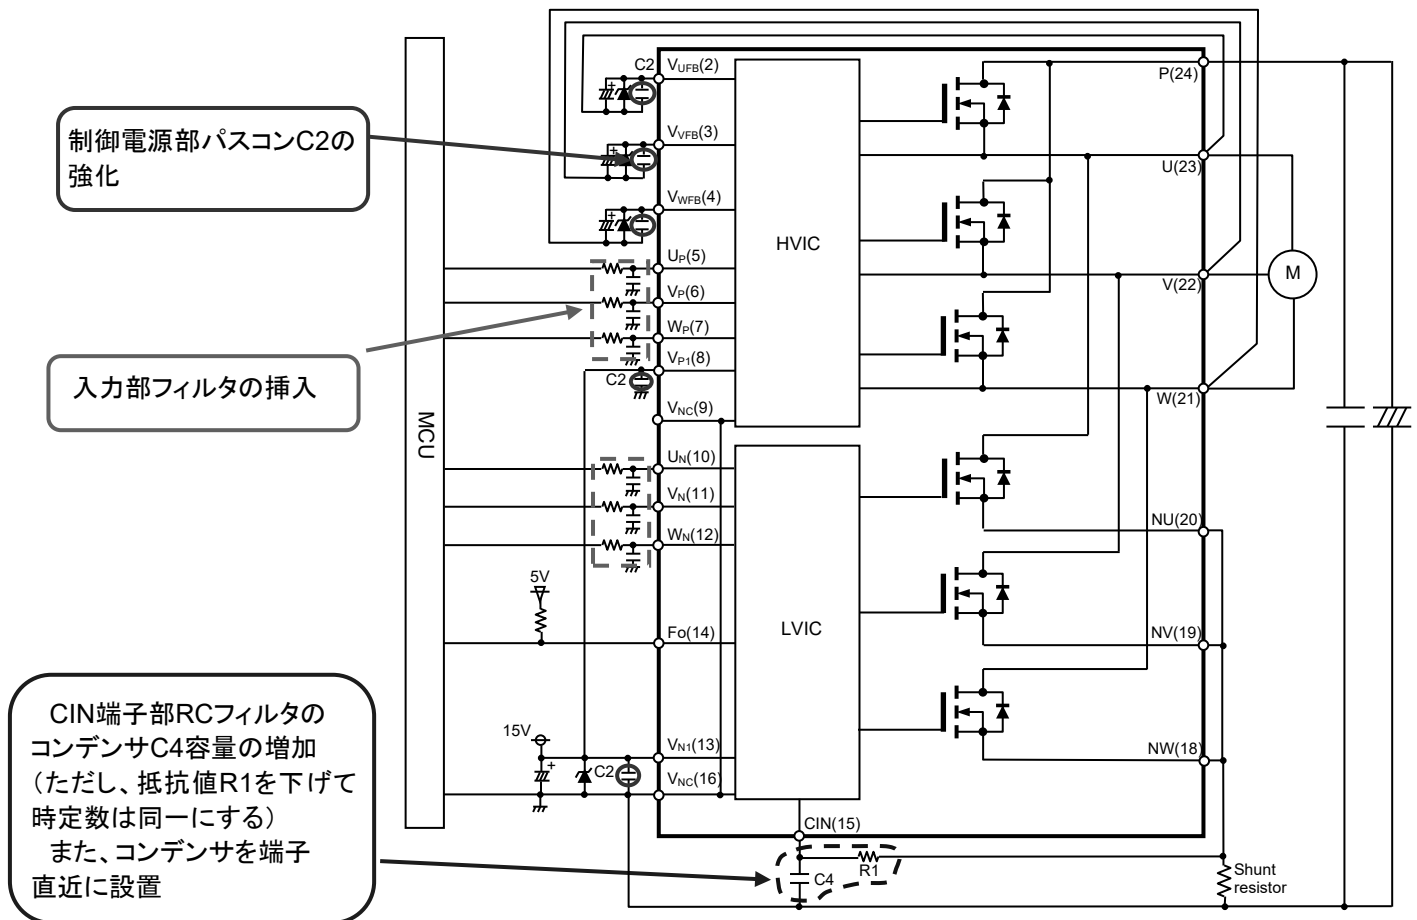 制御電源部パスコンC2の
強化
入力部フィルタの挿入
CIN端子部RCフィルタの
コンデンサC4容量の増加
（ただし、抵抗値R1を下げて
時定数は同一にする）
また、コンデンサを端子
直近に設置
MCU
C2
+
VUFB(2)
+
VVFB(3)
+
VWFB(4)
UP(5)
VP(6)
WP(7)
VP1(8)
C2
VNC(9)
UN(10)
VN(11)
WN(12)
5V
Fo(14)
15V
+
C2
VN1(13)
VNC(16)
HVIC
LVIC
CIN(15)
C4
R1
P(24)
U(23)
V(22)
W(21)
M
NU(20)
NV(19)
NW(18)
Shunt
resistor